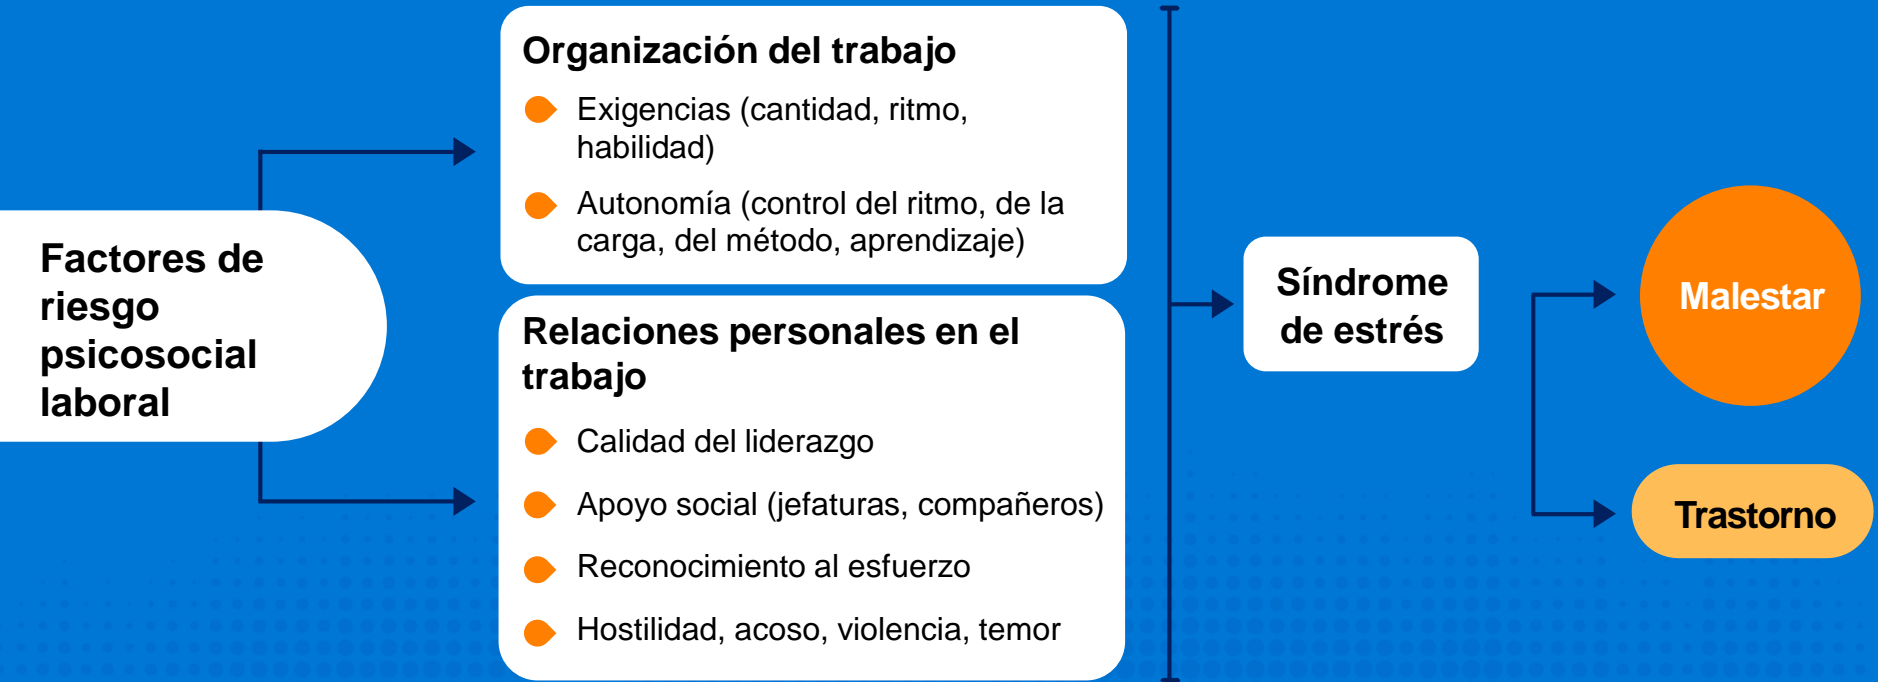 Factores de
riesgo
psicosocial
laboral
Organización del trabajo
Exigencias (cantidad, ritmo,
habilidad)
Autonomía (control del ritmo, de la
carga, del método, aprendizaje)
Relaciones personales en el
trabajo
Calidad del liderazgo
Apoyo social (jefaturas, compañeros)
Reconocimiento al esfuerzo
Hostilidad, acoso, violencia, temor
Síndrome
de estrés
Malestar
Trastorno